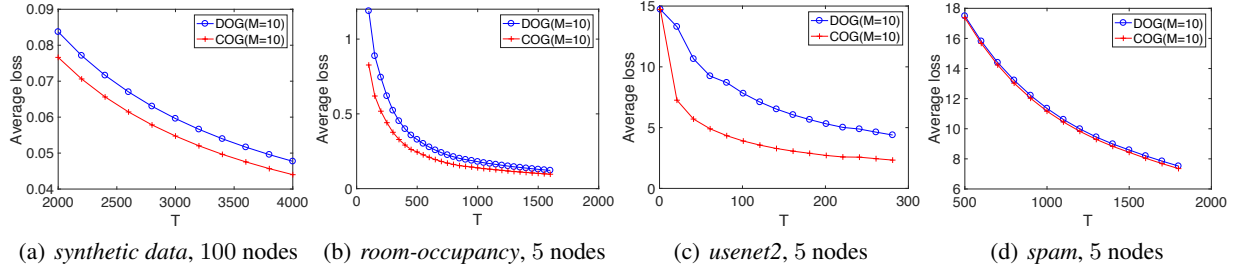 0.09
0.08
0.07
0.06
0.05
0.04
Average loss
DOG(M=10)
COG(M=10)
2000 2500 3000 3500 4000
T
(a) synthetic data, 100 nodes
1
0.5
0
Average loss
DOG(M=10)
COG(M=10)
0 500 1000 1500 2000
T
(b) room-occupancy, 5 nodes
15
10
5
0
Average loss
DOG(M=10)
COG(M=10)
0 100 200 300
T
(c) usenet2, 5 nodes
18
16
14
12
10
8
6
Average loss
DOG(M=10)
COG(M=10)
500 1000 1500 2000
T
(d) spam, 5 nodes